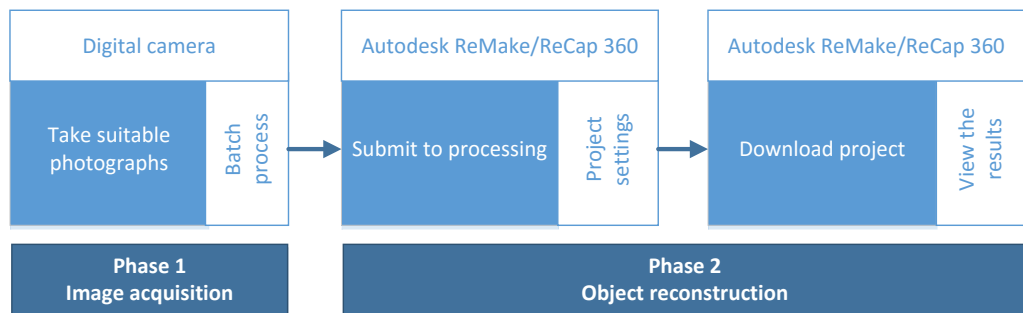 Digital camera
Take suitable
photographs
Batch
process
Autodesk ReMake/ReCap 360
Submit to processing
Project
settings
Autodesk ReMake/ReCap 360
Download project
View the
results
Phase 1
Image acquisition
Phase 2
Object reconstruction